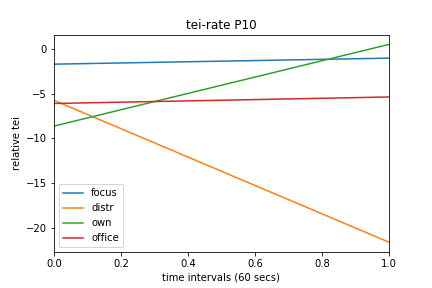 tei-rate P10
relative tei
0
−5
−10
−15
−20
focus
distr
own
office
0.0 0.2 0.4 0.6 0.8 1.0
time intervals (60 secs)